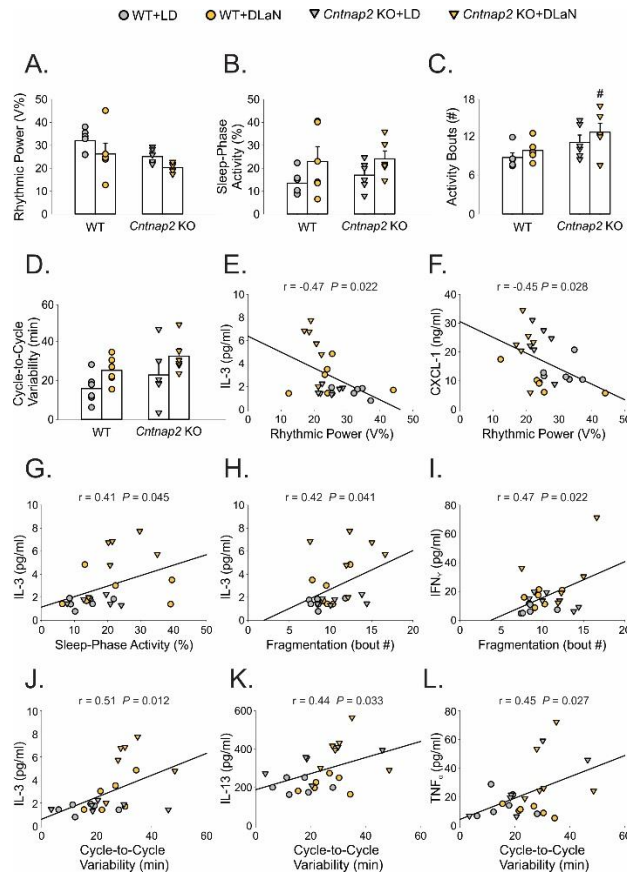 WT+LD WT+DLaN Cntnap2 KO+LD Cntnap2 KO+DLaN
A.
B.
C.
Rhythmic Power (V%)
50
40
30
20
10
0
WT Cntnap2 KO
Sleep-Phase
Activity (%)
50
40
30
20
10
0
WT Cntnap2 KO
Activity Bouts (#)
18
12
6
0
#
WT Cntnap2 KO
D.
E.
F.
Cycle-to-Cycle
Variability (min)
60
40
20
0
WT Cntnap2 KO
r = -0.47 P = 0.022
IL-3 (pg/ml)
10
8
6
4
2
0
0 10 20 30 40 50
Rhythmic Power (V%)
r = -0.45 P = 0.028
CXCL-1 (ng/ml)
40
30
20
10
0
0 10 20 30 40 50
Rhythmic Power (V%)
G.
H.
I.
r = 0.41 P = 0.045
IL-3 (pg/ml)
10
8
6
4
2
0
0 10 20 30 40 50
Sleep-Phase Activity (%)
r = 0.42 P = 0.041
IL-3 (pg/ml)
10
8
6
4
2
0
0 5 10 15 20
Fragmentation (bout #)
r = 0.47 P = 0.022
IFNγ (pg/ml)
80
60
40
20
0
0 5 10 15 20
Fragmentation (bout #)
J.
K.
L.
r = 0.51 P = 0.012
IL-3 (pg/ml)
10
8
6
4
2
0
0 20 40 60
Cycle-to-Cycle
Variability (min)
r = 0.44 P = 0.033
IL-13 (pg/ml)
600
400
200
0
0 20 40 60
Cycle-to-Cycle
Variability (min)
r = 0.45 P = 0.027
TNFα (pg/ml)
80
60
40
20
0
0 20 40 60
Cycle-to-Cycle
Variability (min)